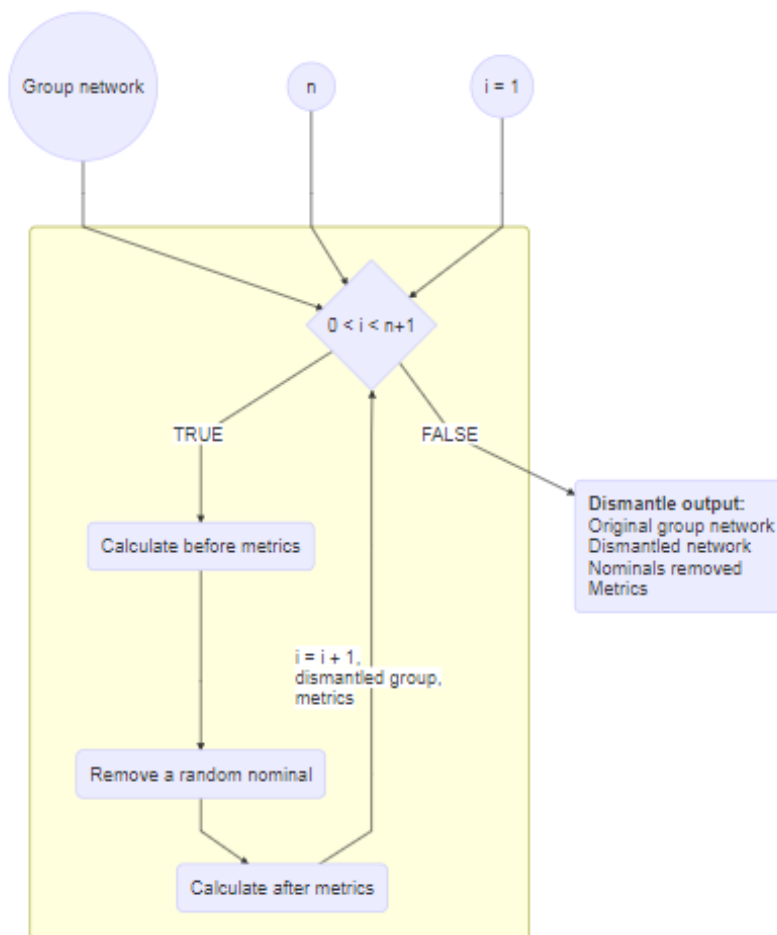 Group network
n
i = 1
0 < i < n+1
TRUE
FALSE
Dismantle output:
Original group network
Dismantled network
Nominals removed
Metrics
Calculate before metrics
i = i + 1,
dismantled group,
metrics
Remove a random nominal
Calculate after metrics